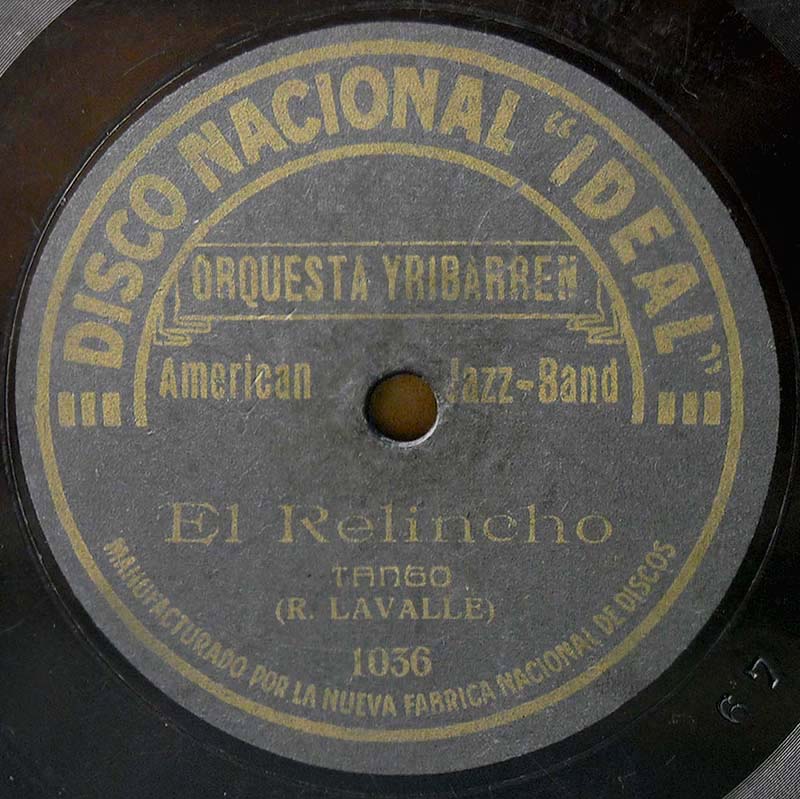 DISCO NACIONAL “IDEAL”
ORQUESTA YRIBARREN
American Jazz-Band
El Relincho
TANGO
(R. LAVALLE)
1036
MANUFACTURADO POR LA NUEVA FABRICA NACIONAL DE DISCOS
67